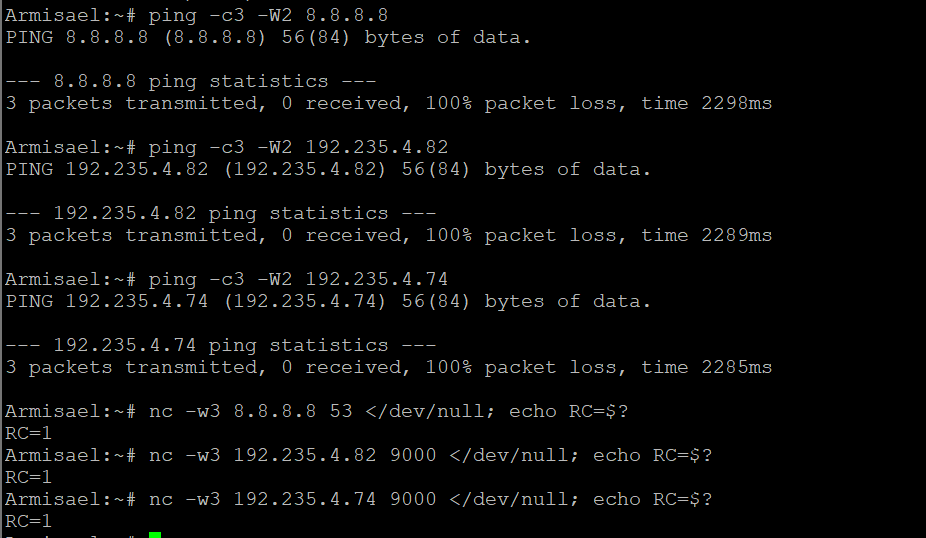 Armisael:~# ping -c3 -W2 8.8.8.8
PING 8.8.8.8 (8.8.8.8) 56(84) bytes of data.
--- 8.8.8.8 ping statistics ---
3 packets transmitted, 0 received, 100% packet loss, time 2298ms
Armisael:~# ping -c3 -W2 192.235.4.82
PING 192.235.4.82 (192.235.4.82) 56(84) bytes of data.
--- 192.235.4.82 ping statistics ---
3 packets transmitted, 0 received, 100% packet loss, time 2289ms
Armisael:~# ping -c3 -W2 192.235.4.74
PING 192.235.4.74 (192.235.4.74) 56(84) bytes of data.
--- 192.235.4.74 ping statistics ---
3 packets transmitted, 0 received, 100% packet loss, time 2285ms
Armisael:~# nc -w3 8.8.8.8 53 </dev/null; echo RC=$?
RC=1
Armisael:~# nc -w3 192.235.4.82 9000 </dev/null; echo RC=$?
RC=1
Armisael:~# nc -w3 192.235.4.74 9000 </dev/null; echo RC=$?
RC=1
Armisael:~#